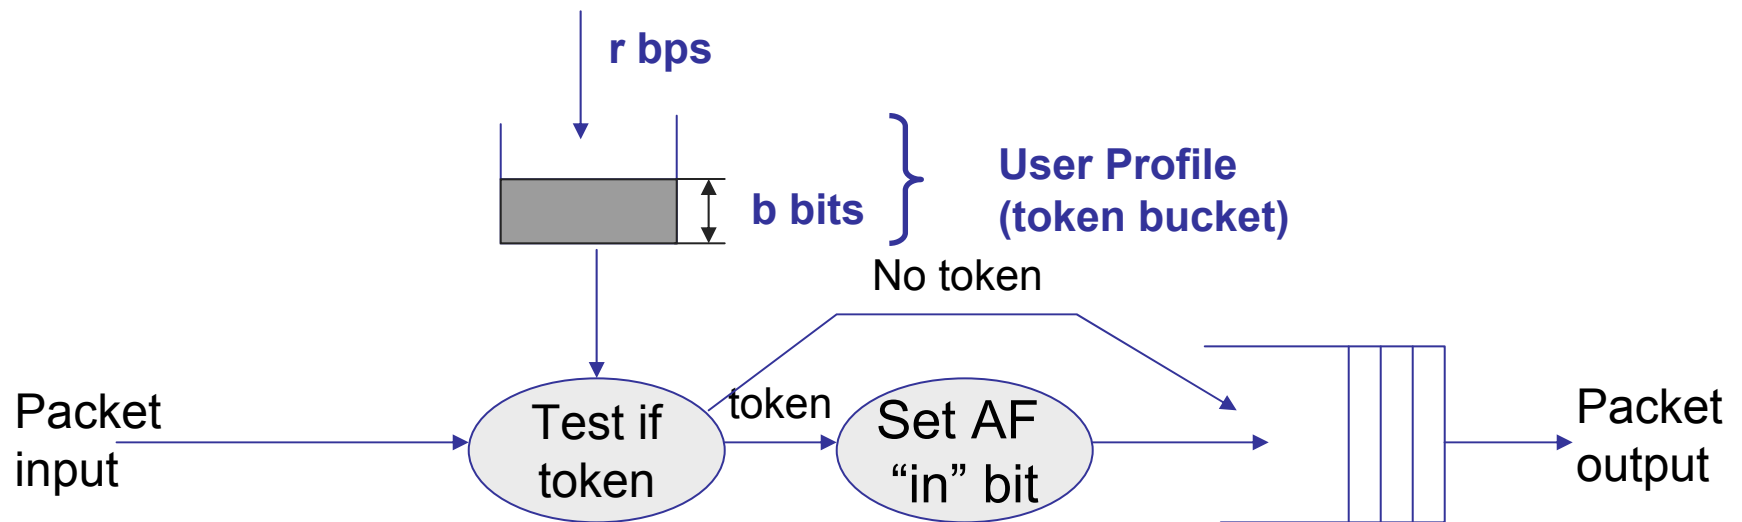 r bps
User Profile
(token bucket)
b bits
No token
Packet
input
Test if
token
token
Set AF
“in” bit
Packet
output